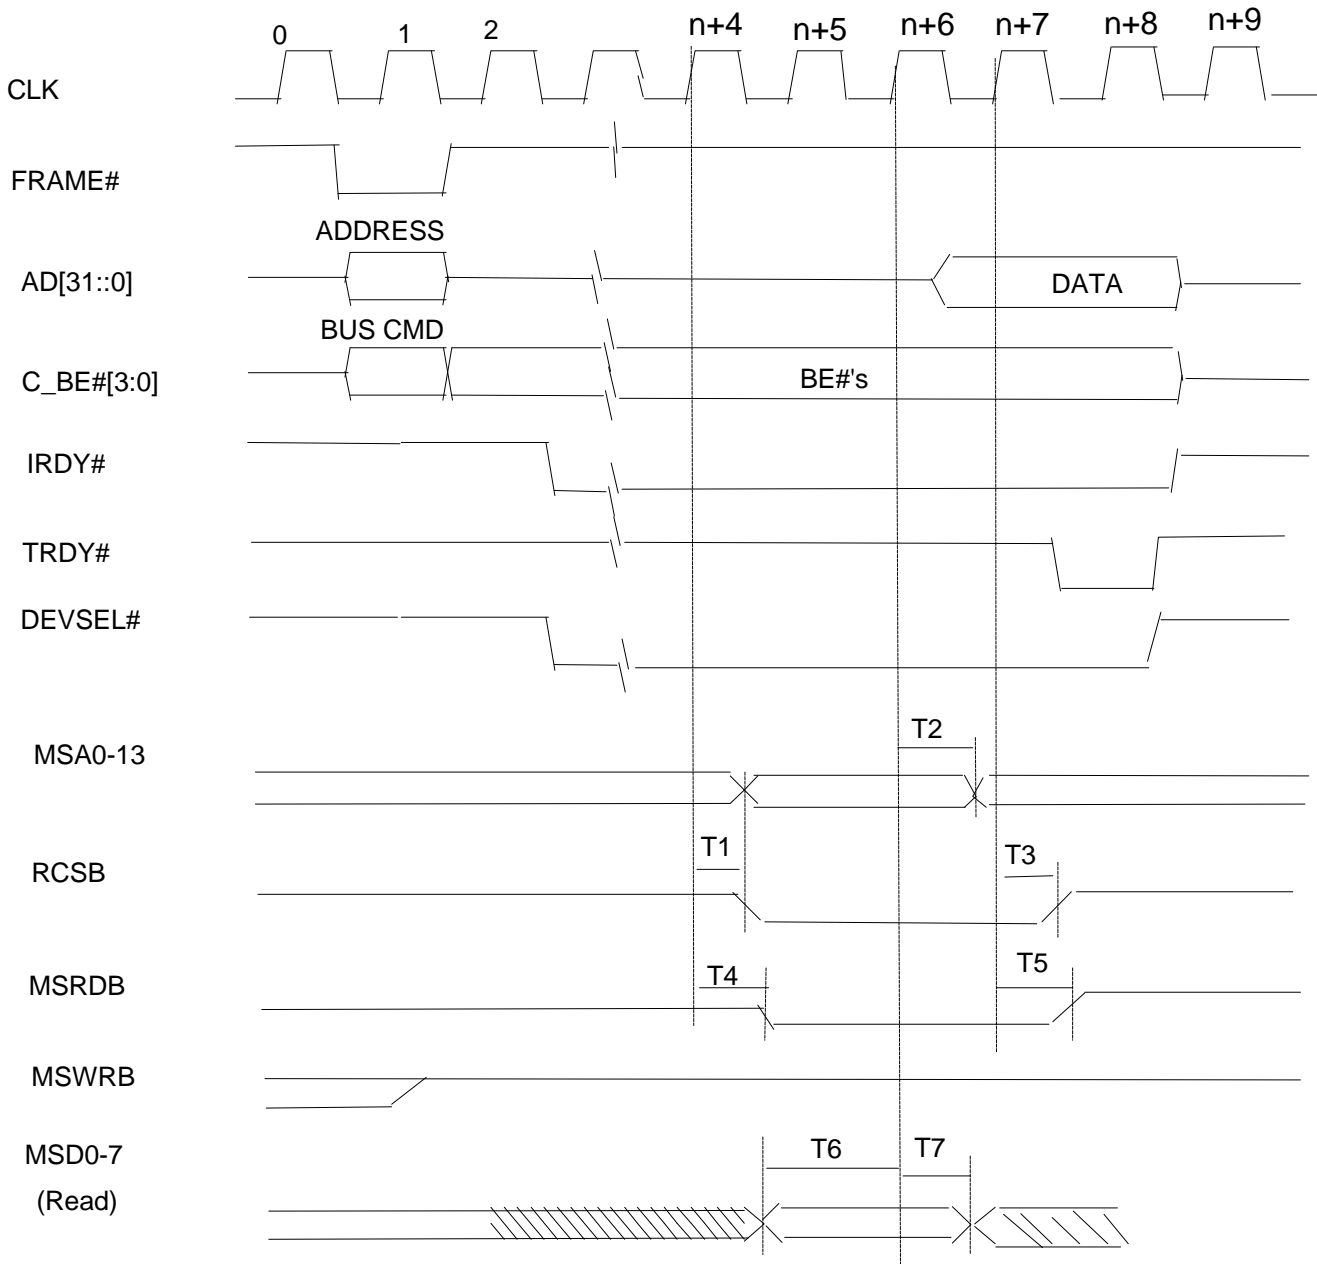 0 1 2 n+4 n+5 n+6 n+7 n+8 n+9
CLK
FRAME#
ADDRESS
AD[31::0]
DATA
BUS CMD
C_BE#[3:0]
BE#'s
IRDY#
TRDY#
DEVSEL#
T2
MSA0-13
T1
T3
RCSB
T4
T5
MSRDB
MSWRB
MSD0-7
T6
T7
(Read)